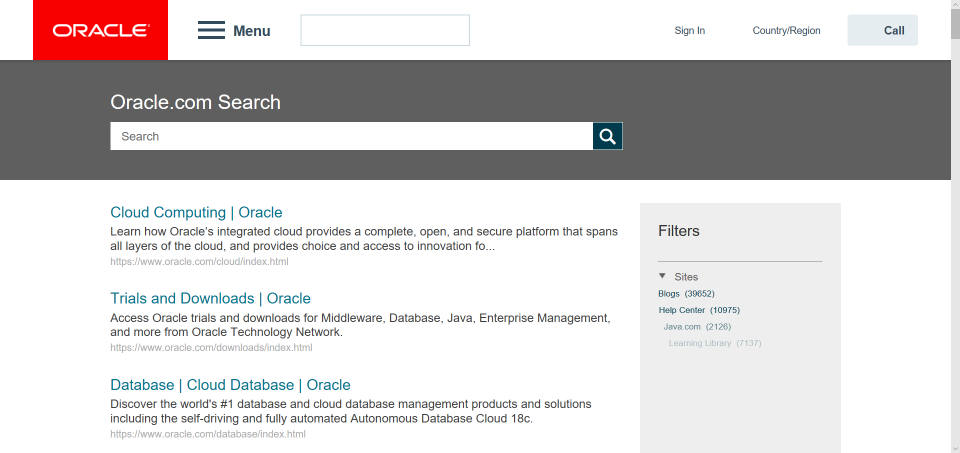 ORACLE
Menu
Sign In
Country/Region
Call
Oracle.com Search
Search
Cloud Computing | Oracle
Learn how Oracle's integrated cloud provides a complete, open, and secure platform that spans
all layers of the cloud, and provides choice and access to innovation fo...
https://www.oracle.com/cloud/index.html
Trials and Downloads | Oracle
Access Oracle trials and downloads for Middleware, Database, Java, Enterprise Management,
and more from Oracle Technology Network.
https://www.oracle.com/downloads/index.html
Database | Cloud Database | Oracle
Discover the world's #1 database and cloud database management products and solutions
including the self-driving and fully automated Autonomous Database Cloud 18c.
https://www.oracle.com/database/index.html
Filters
Sites
Blogs (39652)
Help Center (10975)
Java.com (2126)
Learning Library (7137)